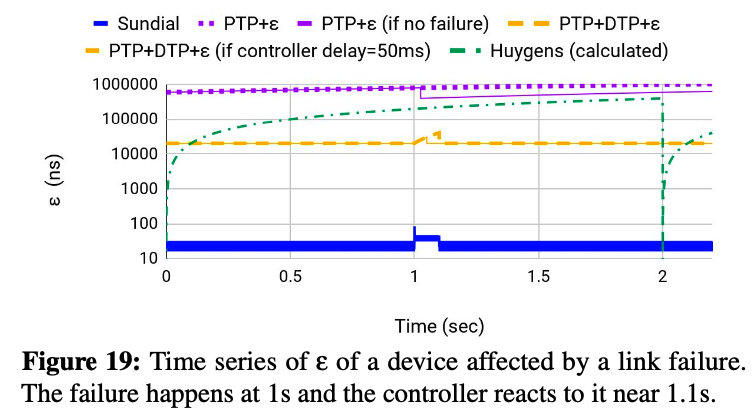 Sundial PTP+ε PTP+ε (if no failure) PTP+DTP+ε
PTP+DTP+ε (if controller delay=50ms) Huygens (calculated)
1000000
100000
10000
1000
100
10
ε (ns)
0 0.5 1 1.5 2
Time (sec)
Figure 19: Time series of ε of a device affected by a link failure.
The failure happens at 1s and the controller reacts to it near 1.1s.